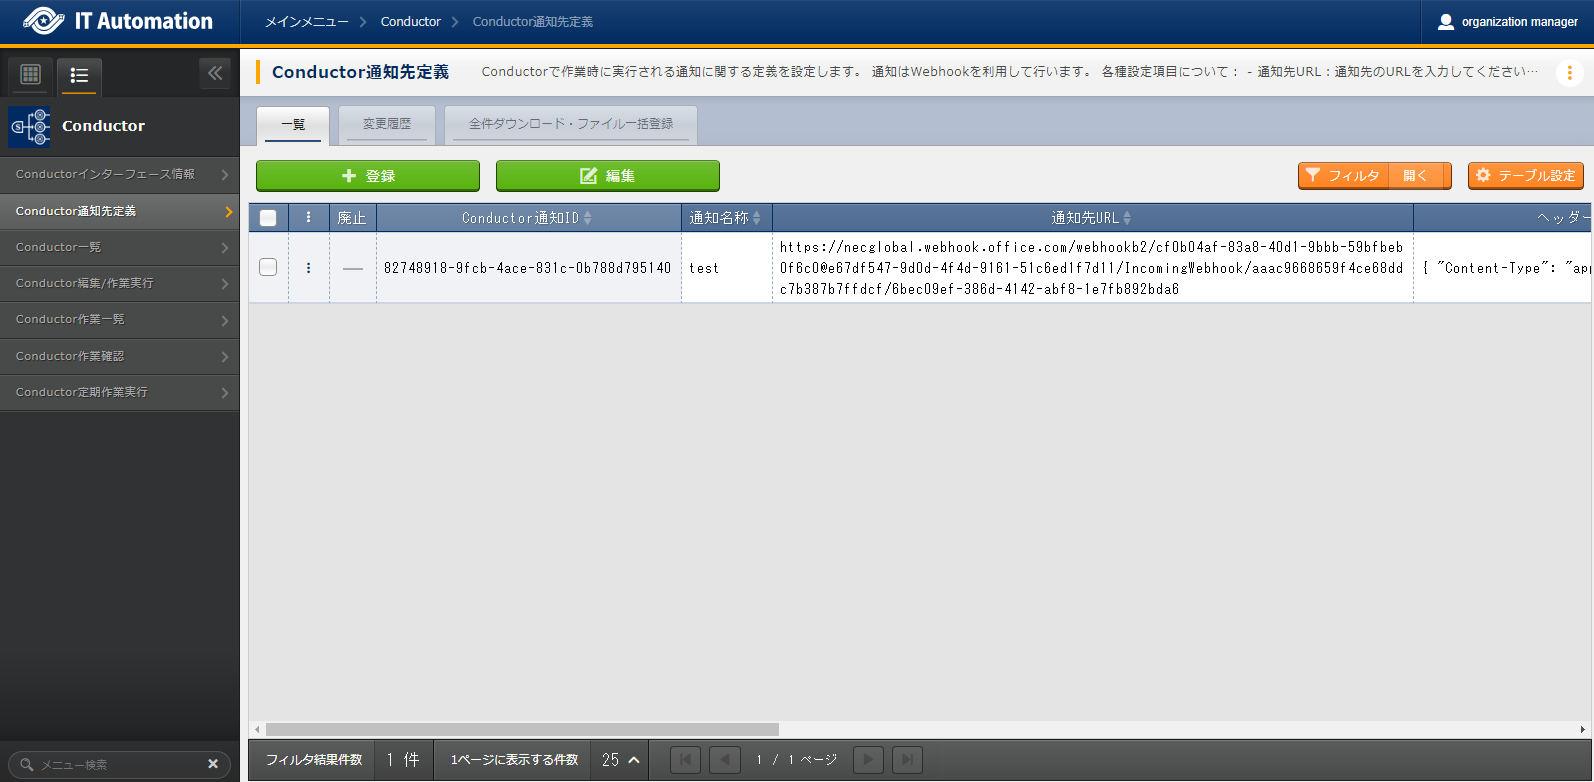 IT Automation
メインメニュー
Conductor
Conductor通知先定義
organization manager
Conductor
Conductorインターフェース情報
Conductor通知先定義
Conductor一覧
Conductor編集/作業実行
Conductor作業一覧
Conductor作業確認
Conductor定期作業実行
メニュー検索
Conductor通知先定義
Conductorで作業時に実行される通知に関する定義を設定します。 通知はWebhookを利用して行います。 各種設定項目について： - 通知先URL：通知先のURLを入力してください…
一覧
変更履歴
全件ダウンロード・ファイル一括登録
登録
編集
フィルタ
開く
テーブル設定
廃止
Conductor通知ID
通知名称
通知先URL
ヘッダー
82748918-9fcb-4ace-831c-0b788d795140
test
https://necglobal.webhook.office.com/webhookb2/cf0b04af-83a8-40d1-9bbb-59bfbeb
0f6c0@e67df547-9d0d-4f4d-9161-51c6ed1f7d11/IncomingWebhook/aaac9668659f4ce68dd
c7b387b7ffdcf/6bec09ef-386d-4142-abf8-1e7fb892bda6
{ "Content-Type": "app
フィルタ結果件数
1 件
1ページに表示する件数
25
1 / 1 ページ